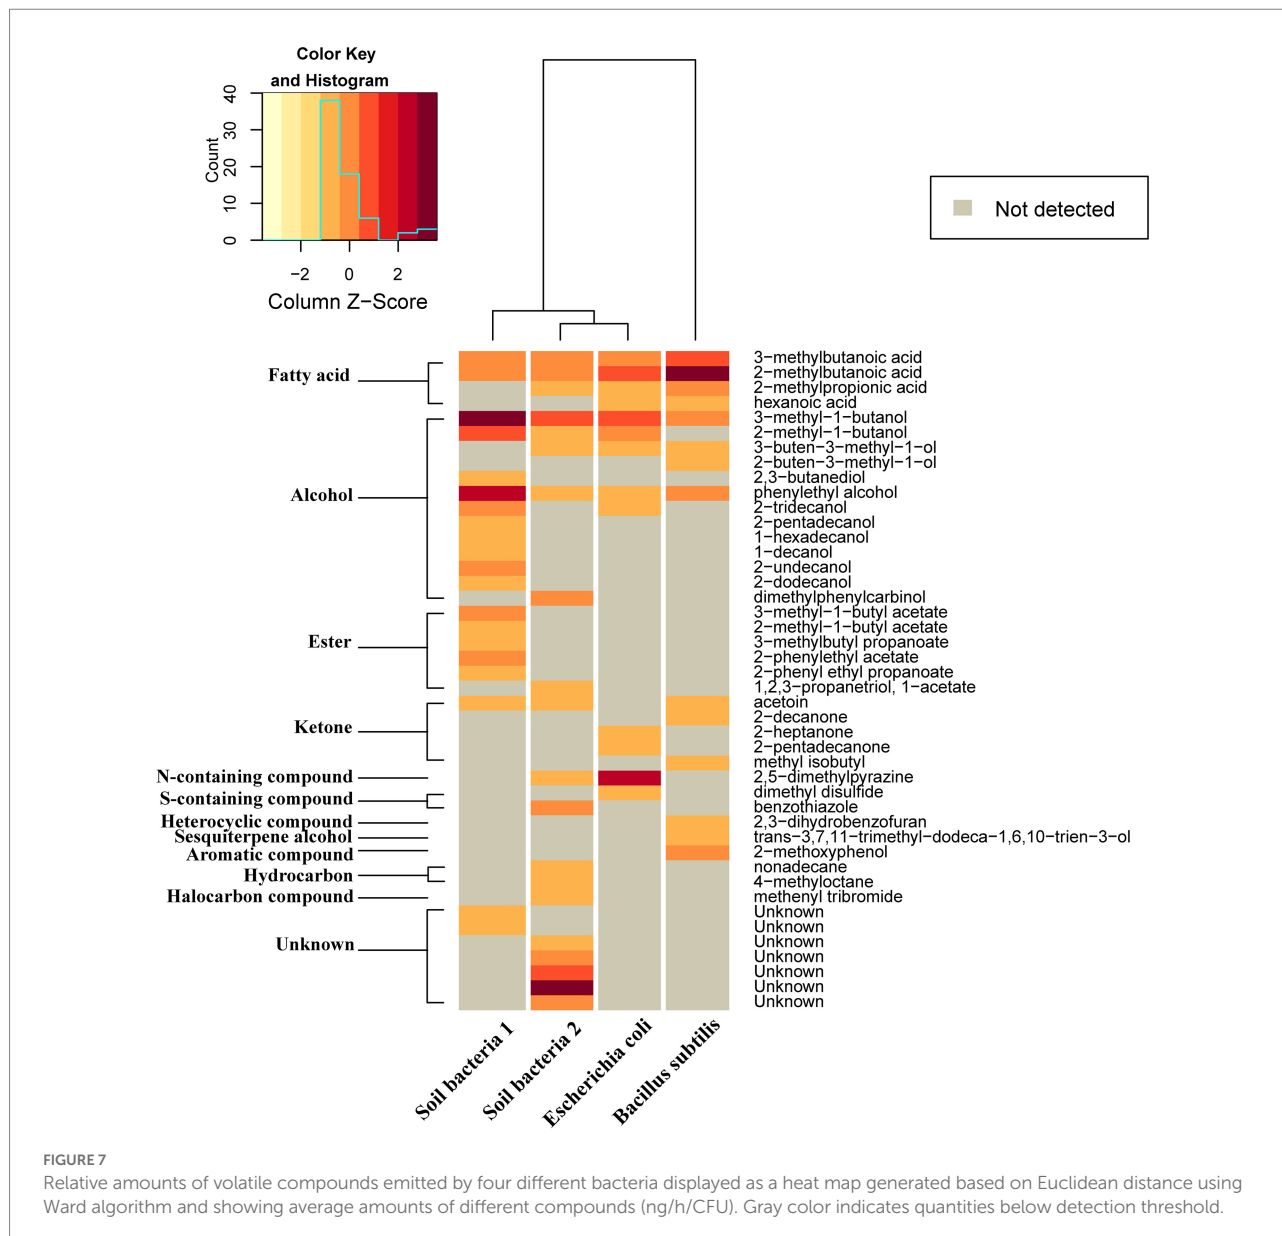 Color Key
and Histogram
Count
0 10 20 30 40
−2 0 2
Column Z−Score
Not detected
Fatty acid
Alcohol
Ester
Ketone
N-containing compound
S-containing compound
Heterocyclic compound
Sesquiterpene alcohol
Aromatic compound
Hydrocarbon
Halocarbon compound
Unknown
3−methylbutanoic acid
2−methylbutanoic acid
2−methylpropionic acid
hexanoic acid
3−methyl−1−butanol
2−methyl−1−butanol
3−buten−3−methyl−1−ol
2−buten−3−methyl−1−ol
2,3−butanediol
phenylethyl alcohol
2−tridecanol
2−pentadecanol
1−hexadecanol
1−decanol
2−undecanol
2−dodecanol
dimethylphenylcarbinol
3−methyl−1−butyl acetate
2−methyl−1−butyl acetate
3−methylbutyl propanoate
2−phenylethyl acetate
2−phenyl ethyl propanoate
1,2,3−propanetriol, 1−acetate
acetoin
2−decanone
2−heptanone
2−pentadecanone
methyl isobutyl
2,5−dimethylpyrazine
dimethyl disulfide
benzothiazole
2,3−dihydrobenzofuran
trans−3,7,11−trimethyl−dodeca−1,6,10−trien−3−ol
2−methoxyphenol
nonadecane
4−methyloctane
methenyl tribromide
Unknown
Unknown
Unknown
Unknown
Unknown
Unknown
Unknown
Soil bacteria 1
Soil bacteria 2
Escherichia coli
Bacillus subtilis
FIGURE 7
Relative amounts of volatile compounds emitted by four different bacteria displayed as a heat map generated based on Euclidean distance using
Ward algorithm and showing average amounts of different compounds (ng/h/CFU). Gray color indicates quantities below detection threshold.